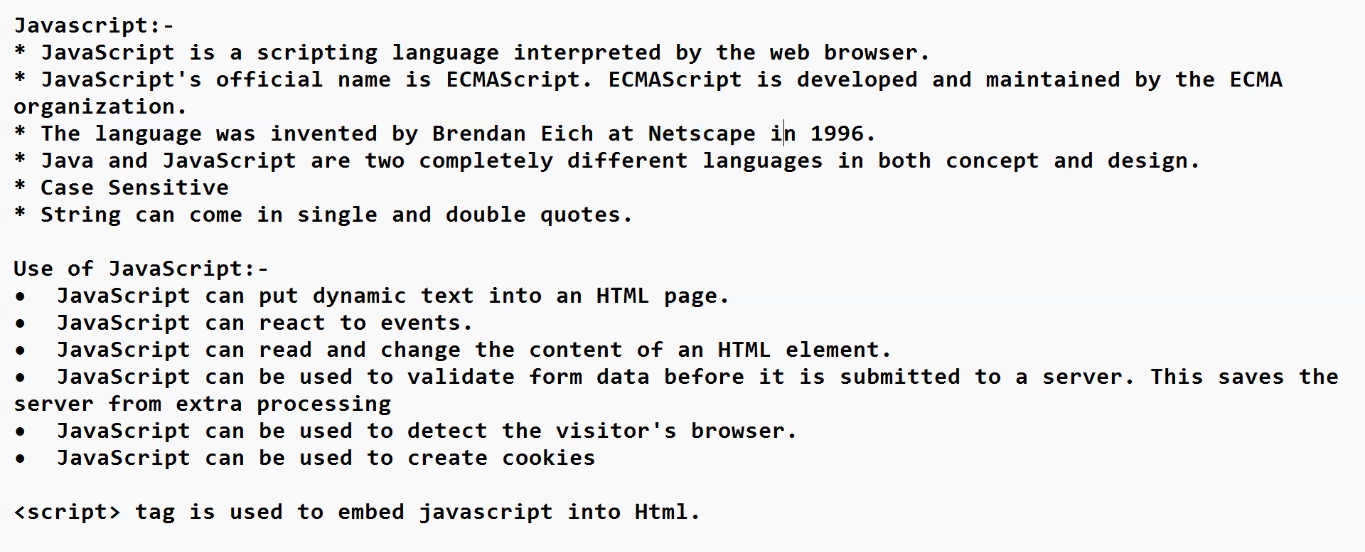 Javascript:-
* JavaScript is a scripting language interpreted by the web browser.
* JavaScript's official name is ECMAScript. ECMAScript is developed and maintained by the ECMA
organization.
* The language was invented by Brendan Eich at Netscape in 1996.
* Java and JavaScript are two completely different languages in both concept and design.
* Case Sensitive
* String can come in single and double quotes.

Use of JavaScript:-
• JavaScript can put dynamic text into an HTML page.
• JavaScript can react to events.
• JavaScript can read and change the content of an HTML element.
• JavaScript can be used to validate form data before it is submitted to a server. This saves the
server from extra processing
• JavaScript can be used to detect the visitor's browser.
• JavaScript can be used to create cookies

<script> tag is used to embed javascript into Html.